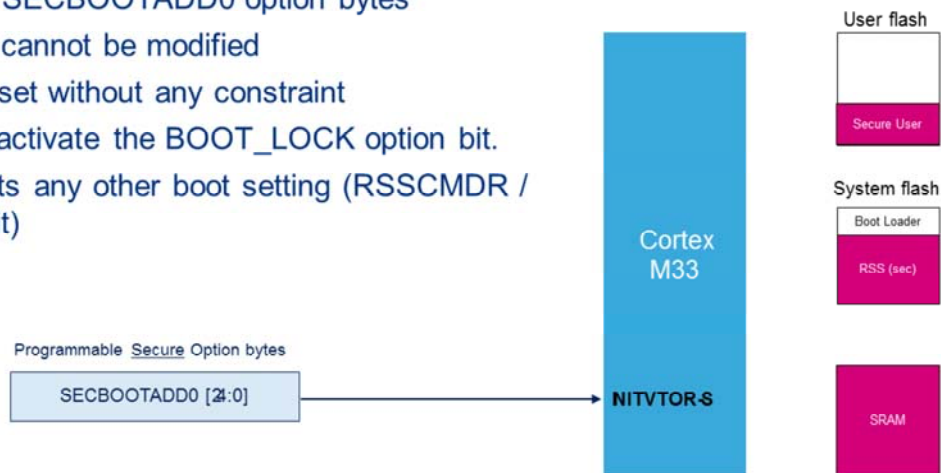 SECBOOTADD0 option bytes
cannot be modified
set without any constraint
activate the BOOT_LOCK option bit.
ts any other boot setting (RSSCMDR /
t)
Programmable Secure Option bytes
SECBOOTADD0 [24:0]
Cortex
M33
NITVTOR-S
User flash
Secure User
System flash
Boot Loader
RSS (sec)
SRAM